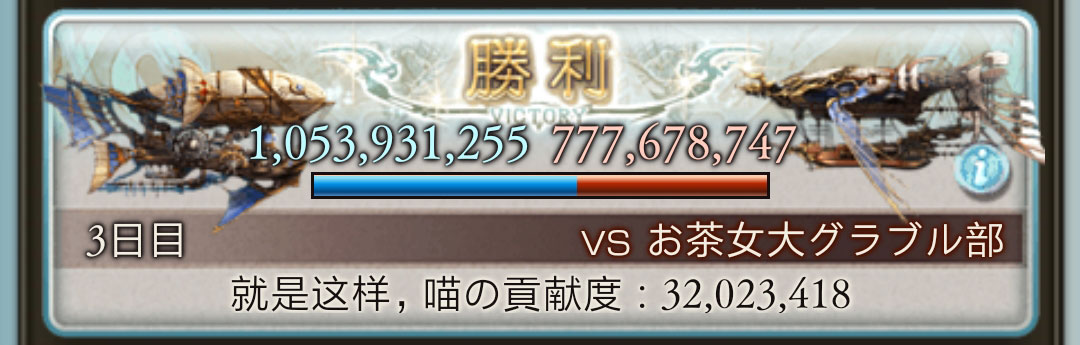 勝利
VICTORY
1,053,931,255 777,678,747
i
3日目 VS お茶女大グラブル部
就是这样，喵の貢献度：32,023,418